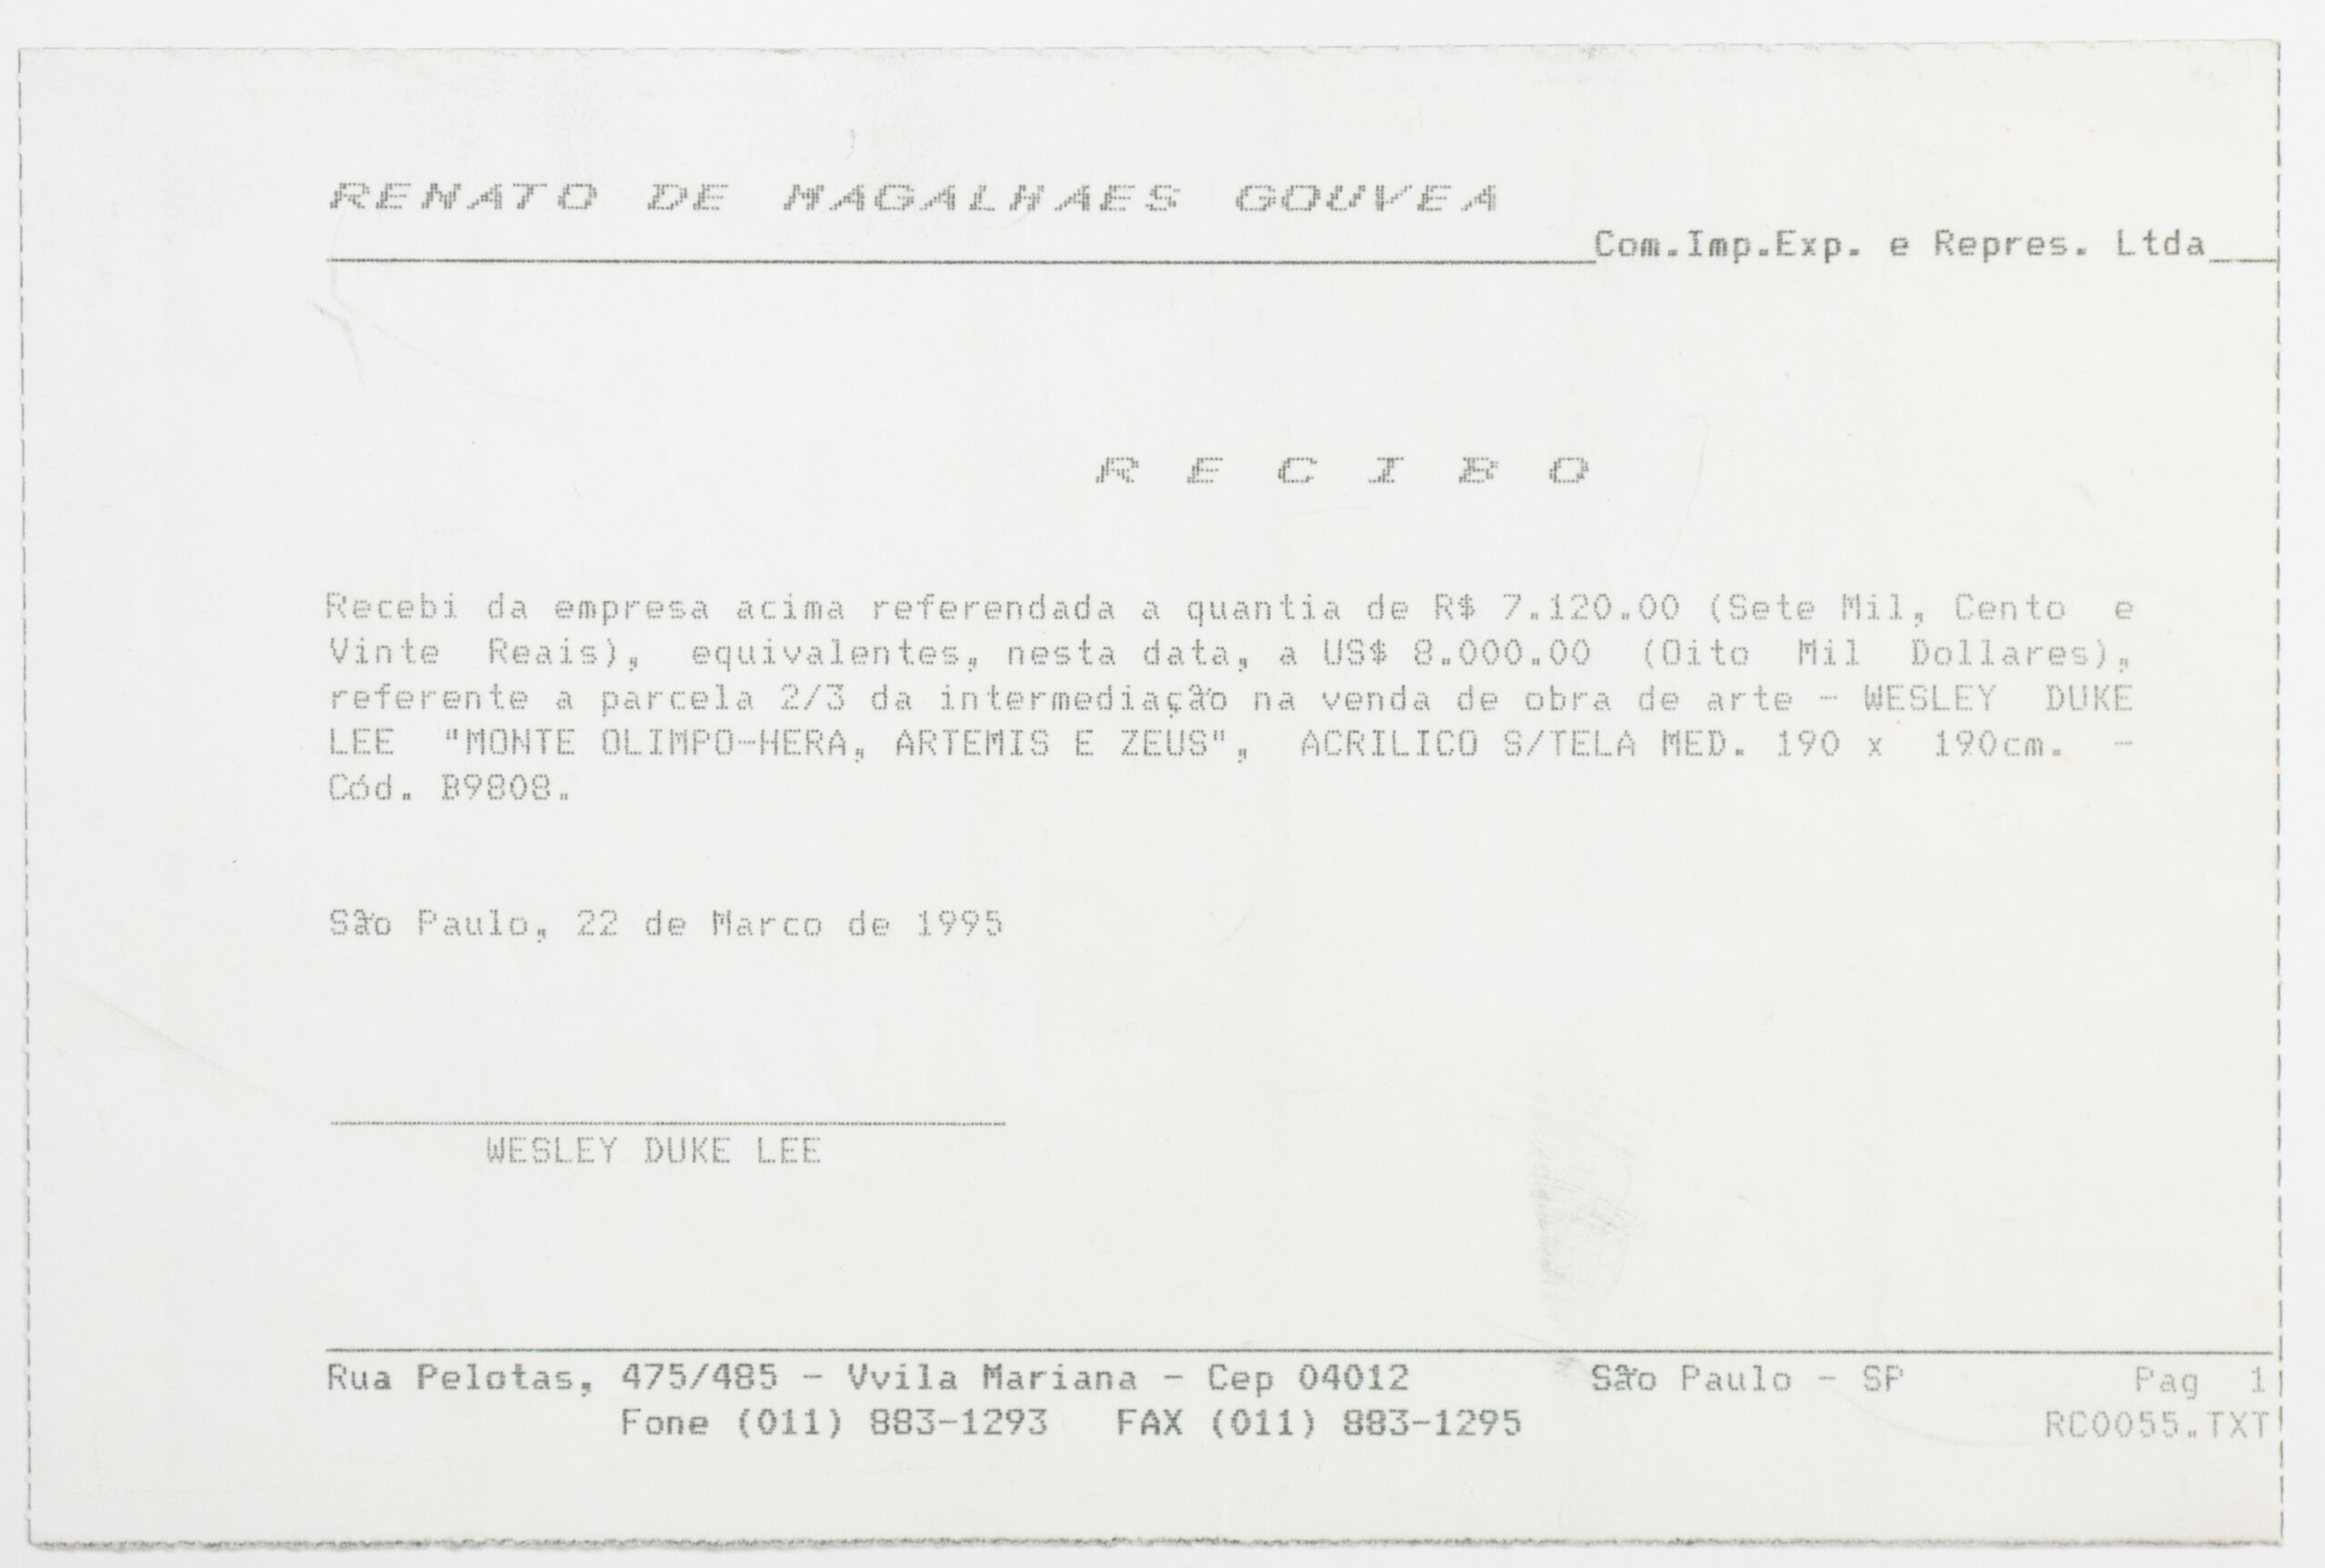 RENATO DE MAGALHAES GOUVEA
Com.Imp.Exp. e Repres. Ltda
R E C I B O
Recebi da empresa acima referendada a quantia de R$ 7.120.00 (Sete Mil, Cento e
Vinte Reais), equivalentes, nesta data, a US$ 8.000.00 (Oito Mil Dollares),
referente a parcela 2/3 da intermediação na venda de obra de arte - WESLEY DUKE
LEE "MONTE OLIMPO-HERA, ARTEMIS E ZEUS", ACRILICO S/TELA MED. 190 x 190cm. -
Cód. B9808.
São Paulo, 22 de Marco de 1995
WESLEY DUKE LEE
Rua Pelotas, 475/485 - Vvila Mariana - Cep 04012 São Paulo - SP Pag 1
Fone (011) 883-1293 FAX (011) 883-1295 RC0055.TXT